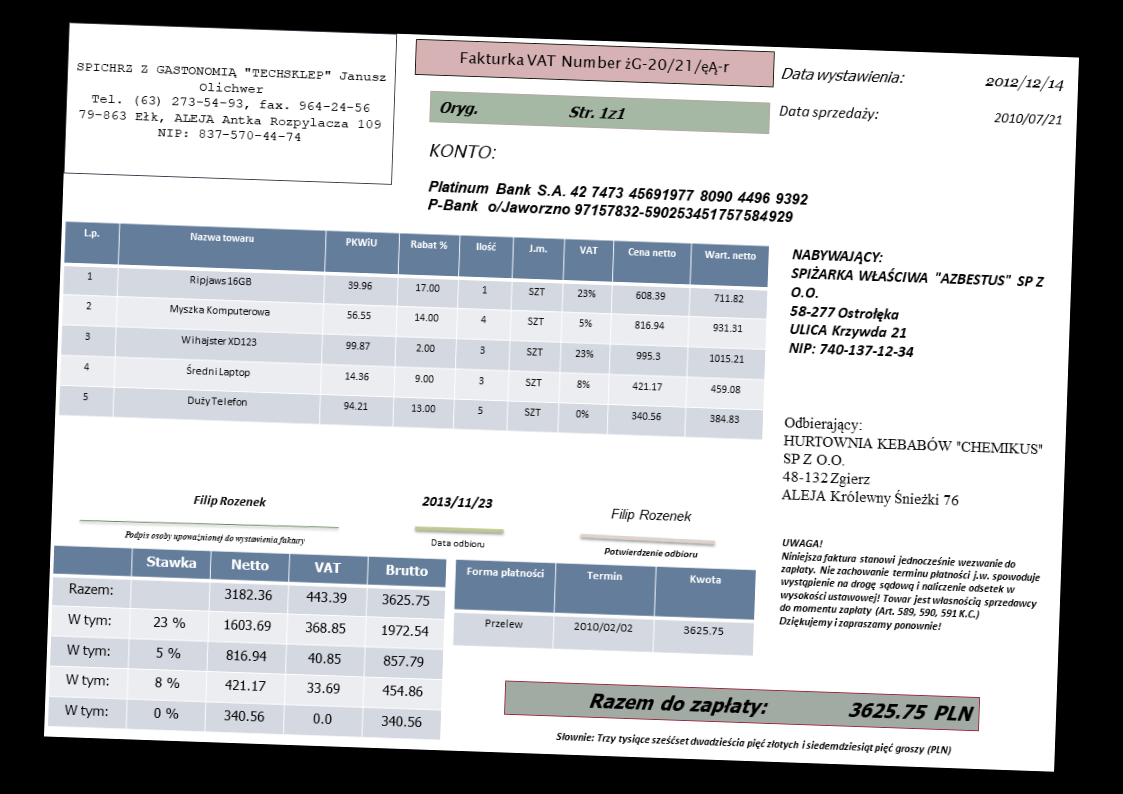 SPICHRZ Z GASTONOMIĄ "TECHSKLEP" Janusz
Olichwer
Tel. (63) 273-54-93, fax. 964-24-56
79-863 Ełk, ALEJA Antka Rozpylacza 109
NIP: 837-570-44-74
Fakturka VAT Number żG-20/21/ęĄ-r
Oryg. Str. 1z1
Data wystawienia: 2012/12/14
Data sprzedaży: 2010/07/21
KONTO:
Platinum Bank S.A. 42 7473 45691977 8090 4496 9392
P-Bank o/Jaworzno 97157832-590253451757584929
L.p. Nazwa towaru PKWiU Rabat % Ilość J.m. VAT Cena netto Wart. netto
1 Ripjaws 16GB 39.96 17.00 1 SZT 23% 608.39 711.82
2 Myszka Komputerowa 56.55 14.00 4 SZT 5% 816.94 931.31
3 Wihajster XD123 99.87 2.00 3 SZT 23% 995.3 1015.21
4 Średni Laptop 14.36 9.00 3 SZT 8% 421.17 459.08
5 Duży Telefon 94.21 13.00 5 SZT 0% 340.56 384.83
NABYWAJĄCY:
SPIŻARKA WŁAŚCIWA "AZBESTUS" SP Z
O.O.
58-277 Ostrołęka
ULICA Krzywda 21
NIP: 740-137-12-34
Odbierający:
HURTOWNIA KEBABÓW "CHEMIKUS"
SP Z O.O.
48-132 Zgierz
ALEJA Królewny Śnieżki 76
Filip Rozenek
Podpis osoby upoważnionej do wystawienia faktury
2013/11/23
Data odbioru
Filip Rozenek
Potwierdzenie odbioru
UWAGA!
Niniejsza faktura stanowi jednocześnie wezwanie do
zapłaty. Nie zachowanie terminu płatności j.w. spowoduje
wystąpienie na drogę sądową i naliczenie odsetek w
wysokości ustawowej! Towar jest własnością sprzedawcy
do momentu zapłaty (Art. 589, 590, 591 K.C.)
Dziękujemy i zapraszamy ponownie!
Stawka Netto VAT Brutto
Razem: 3182.36 443.39 3625.75
W tym: 23 % 1603.69 368.85 1972.54
W tym: 5 % 816.94 40.85 857.79
W tym: 8 % 421.17 33.69 454.86
W tym: 0 % 340.56 0.0 340.56
Forma płatności Termin Kwota
Przelew 2010/02/02 3625.75
Razem do zapłaty: 3625.75 PLN
Słownie: Trzy tysiące sześćset dwadzieścia pięć złotych i siedemdziesiąt pięć groszy (PLN)